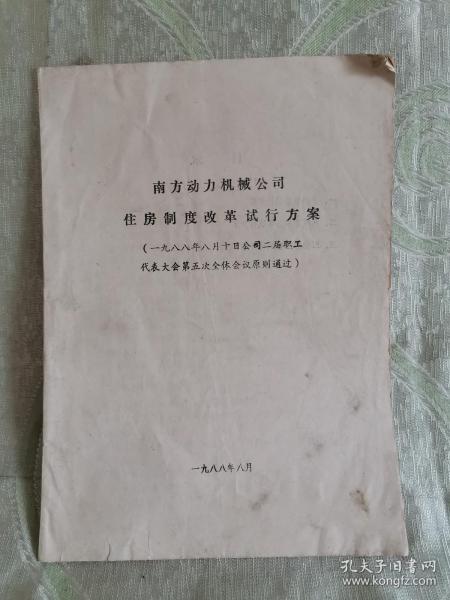 南方动力机械公司
住房制度改革试行方案
（一九八八年八月十日公司二届职工
代表大会第五次全体会议原则通过）
一九八八年八月
孔夫子旧书网
www.kongfz.com